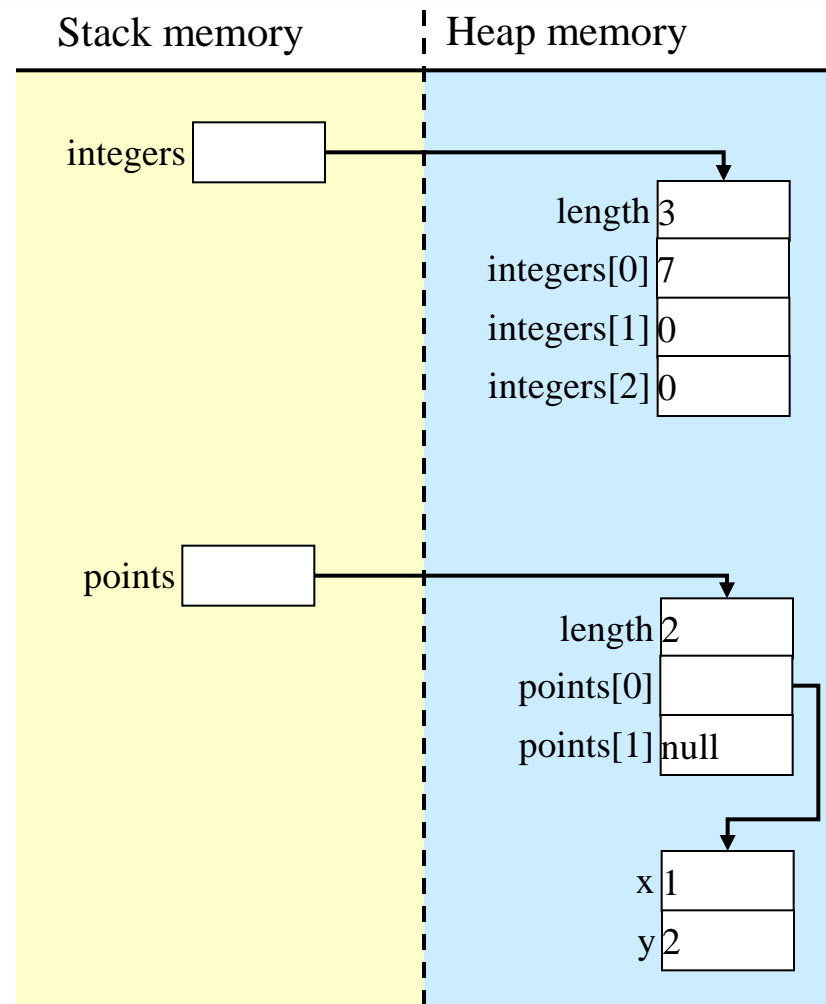 Stack memory
Heap memory
integers
length 3
integers[0] 7
integers[1] 0
integers[2] 0
points
length 2
points[0]
points[1] null
x 1
y 2